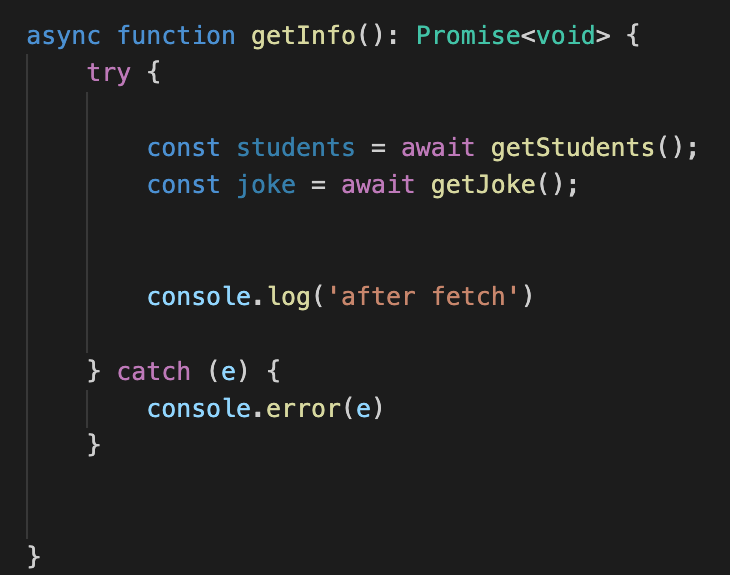 async function getInfo(): Promise<void> {
try {
const students = await getStudents();
const joke = await getJoke();
console.log('after fetch')
} catch (e) {
console.error(e)
}
}